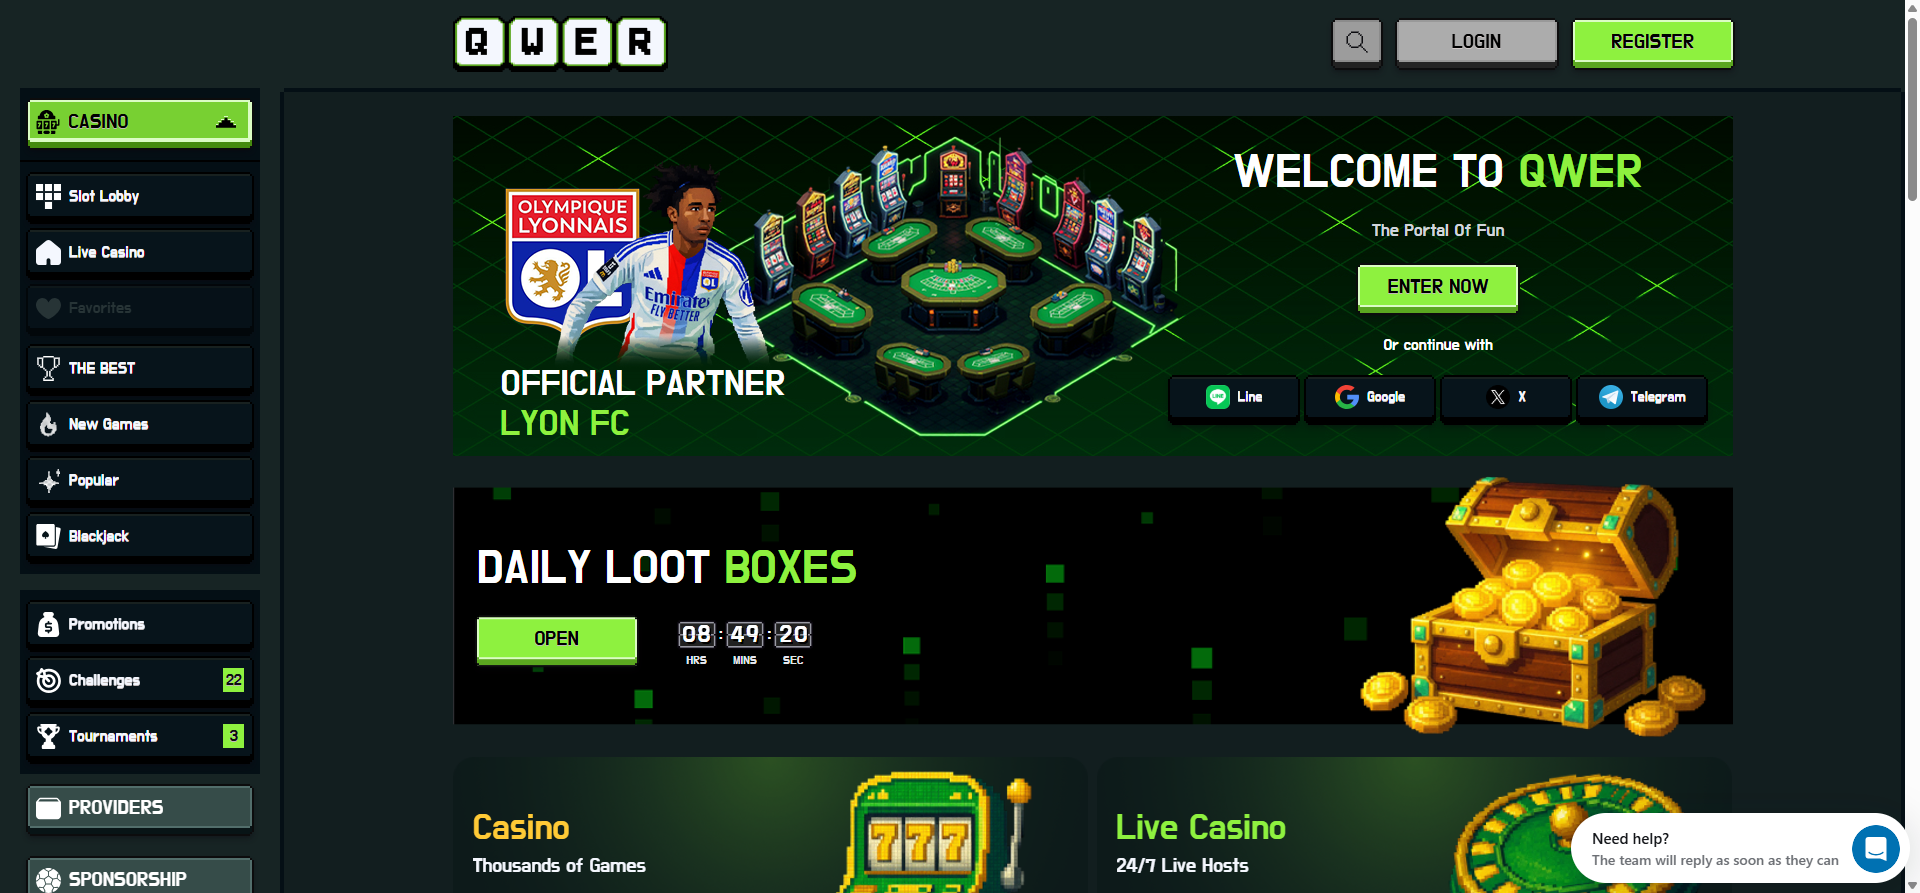 QWER
LOGIN
REGISTER
CASINO
Slot Lobby
Live Casino
Favorites
THE BEST
New Games
Popular
Blackjack
Promotions
Challenges
22
Tournaments
3
PROVIDERS
SPONSORSHIP
OLYMPIQUE
LYONNAIS
OL
Emirates
FLY BETTER
OFFICIAL PARTNER
LYON FC
WELCOME TO QWER
The Portal Of Fun
ENTER NOW
Or continue with
Line
Google
X
Telegram
DAILY LOOT BOXES
OPEN
08 : 49 : 20
HRS MINS SEC
Casino
Thousands of Games
777
Live Casino
24/7 Live Hosts
Need help?
The team will reply as soon as they can